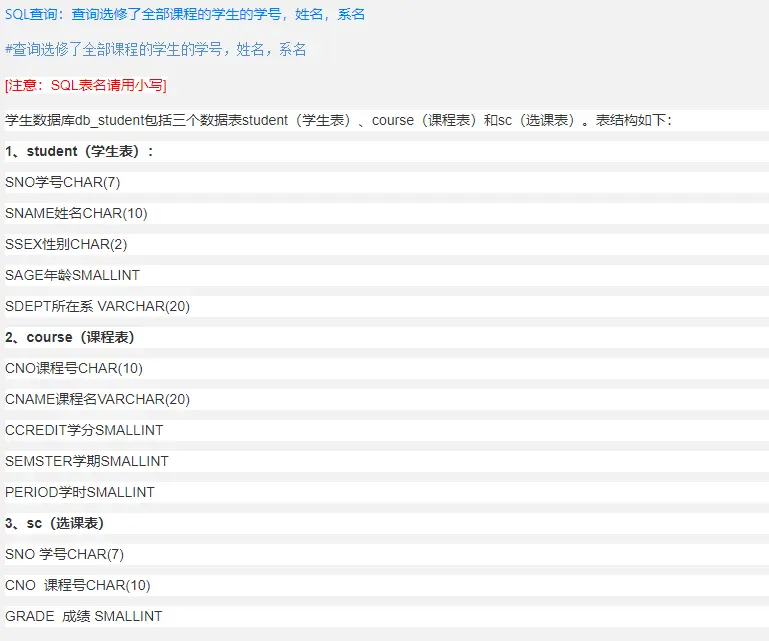 SQL查询：查询选修了全部课程的学生的学号，姓名，系名
#查询选修了全部课程的学生的学号，姓名，系名
[注意：SQL表名请用小写]
学生数据库db_student包括三个数据表student（学生表）、course（课程表）和sc（选课表）。表结构如下：
1、student（学生表）：
SNO学号CHAR(7)
SNAME姓名CHAR(10)
SSEX性别CHAR(2)
SAGE年龄SMALLINT
SDEPT所在系 VARCHAR(20)
2、course（课程表）
CNO课程号CHAR(10)
CNAME课程名VARCHAR(20)
CCREDIT学分SMALLINT
SEMSTER学期SMALLINT
PERIOD学时SMALLINT
3、sc（选课表）
SNO 学号CHAR(7)
CNO  课程号CHAR(10)
GRADE  成绩 SMALLINT